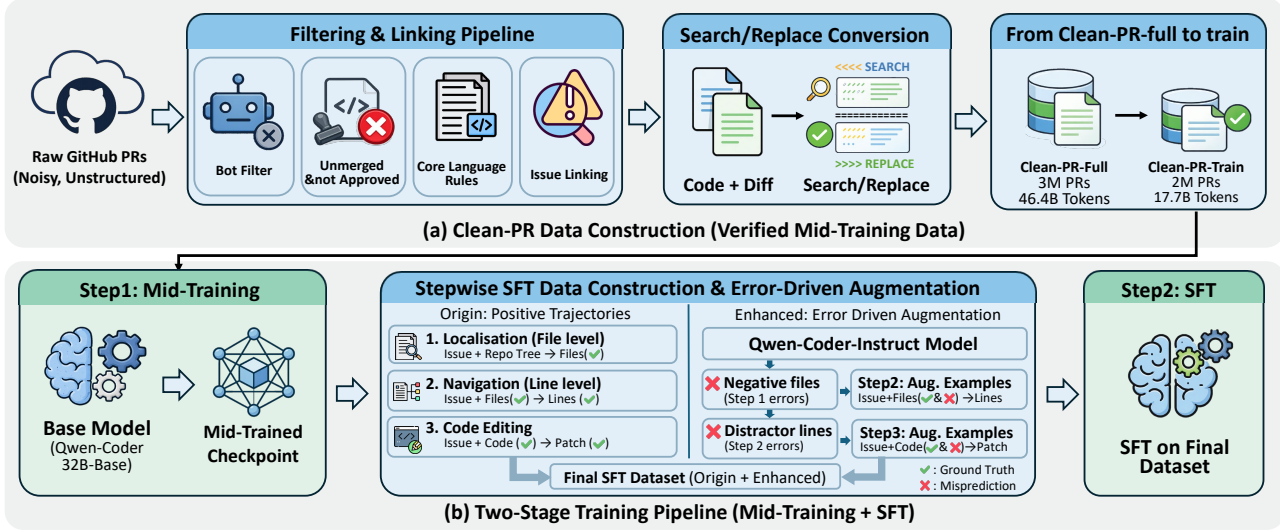 Filtering & Linking Pipeline
Search/Replace Conversion
From Clean-PR-full to train
Raw GitHub PRs
(Noisy, Unstructured)
Bot Filter
Unmerged
&not Approved
Core Language
Rules
Issue Linking
Code + Diff
<<<< SEARCH
>>>> REPLACE
Search/Replace
Clean-PR-Full
3M PRs
46.4B Tokens
Clean-PR-Train
2M PRs
17.7B Tokens
(a) Clean-PR Data Construction (Verified Mid-Training Data)
Step1: Mid-Training
Base Model
(Qwen-Coder
32B-Base)
Mid-Trained
Checkpoint
Stepwise SFT Data Construction & Error-Driven Augmentation
Origin: Positive Trajectories
1. Localisation (File level)
Issue + Repo Tree → Files(✓)
2. Navigation (Line level)
Issue + Files(✓) → Lines (✓)
3. Code Editing
Issue + Code (✓) → Patch (✓)
Enhanced: Error Driven Augmentation
Qwen-Coder-Instruct Model
Negative files
(Step 1 errors)
Step2: Aug. Examples
Issue+Files(✓&✗)→Lines
Distractor lines
(Step 2 errors)
Step3: Aug. Examples
Issue+Code(✓&✗)→Patch
Final SFT Dataset (Origin + Enhanced)
✓: Ground Truth
✗: Misprediction
Step2: SFT
SFT on Final
Dataset
(b) Two-Stage Training Pipeline (Mid-Training + SFT)